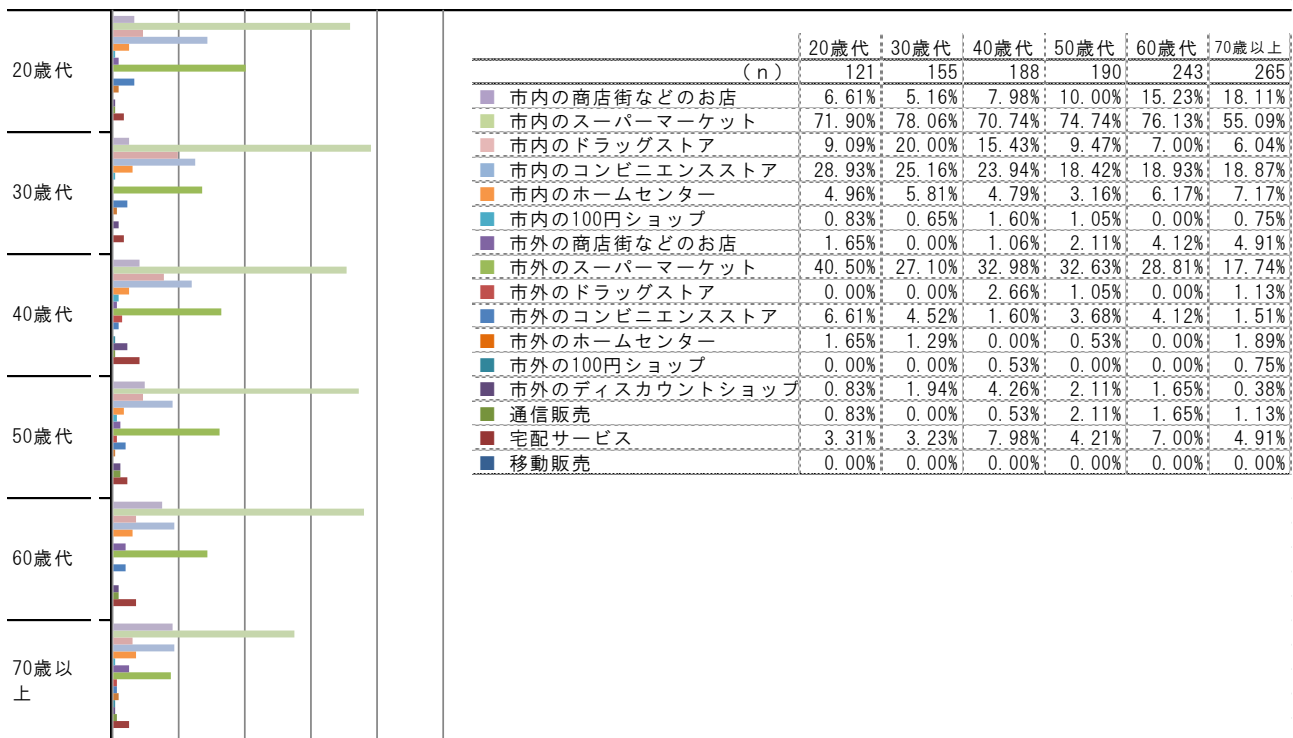 20歳代
30歳代
40歳代
50歳代
60歳代
70歳以
上
20歳代 30歳代 40歳代 50歳代 60歳代 70歳以上
(n) 121 155 188 190 243 265
市内の商店街などのお店 6.61% 5.16% 7.98% 10.00% 15.23% 18.11%
市内のスーパーマーケット 71.90% 78.06% 70.74% 74.74% 76.13% 55.09%
市内のドラッグストア 9.09% 20.00% 15.43% 9.47% 7.00% 6.04%
市内のコンビニエンスストア 28.93% 25.16% 23.94% 18.42% 18.93% 18.87%
市内のホームセンター 4.96% 5.81% 4.79% 3.16% 6.17% 7.17%
市内の100円ショップ 0.83% 0.65% 1.60% 1.05% 0.00% 0.75%
市外の商店街などのお店 1.65% 0.00% 1.06% 2.11% 4.12% 4.91%
市外のスーパーマーケット 40.50% 27.10% 32.98% 32.63% 28.81% 17.74%
市外のドラッグストア 0.00% 0.00% 2.66% 1.05% 0.00% 1.13%
市外のコンビニエンスストア 6.61% 4.52% 1.60% 3.68% 4.12% 1.51%
市外のホームセンター 1.65% 1.29% 0.00% 0.53% 0.00% 1.89%
市外の100円ショップ 0.00% 0.00% 0.53% 0.00% 0.00% 0.75%
市外のディスカウントショップ 0.83% 1.94% 4.26% 2.11% 1.65% 0.38%
通信販売 0.83% 0.00% 0.53% 2.11% 1.65% 1.13%
宅配サービス 3.31% 3.23% 7.98% 4.21% 7.00% 4.91%
移動販売 0.00% 0.00% 0.00% 0.00% 0.00% 0.00%